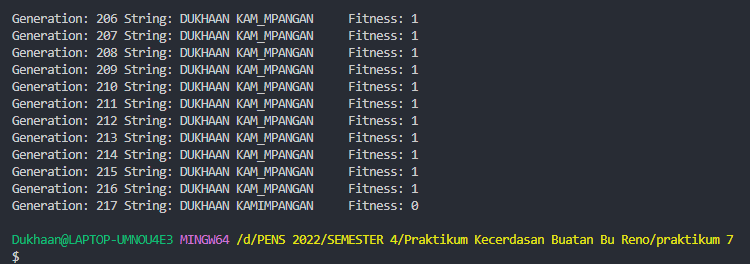 Generation: 206 String: DUKHAAN KAM_MPANGAN Fitness: 1
Generation: 207 String: DUKHAAN KAM_MPANGAN Fitness: 1
Generation: 208 String: DUKHAAN KAM_MPANGAN Fitness: 1
Generation: 209 String: DUKHAAN KAM_MPANGAN Fitness: 1
Generation: 210 String: DUKHAAN KAM_MPANGAN Fitness: 1
Generation: 211 String: DUKHAAN KAM_MPANGAN Fitness: 1
Generation: 212 String: DUKHAAN KAM_MPANGAN Fitness: 1
Generation: 213 String: DUKHAAN KAM_MPANGAN Fitness: 1
Generation: 214 String: DUKHAAN KAM_MPANGAN Fitness: 1
Generation: 215 String: DUKHAAN KAM_MPANGAN Fitness: 1
Generation: 216 String: DUKHAAN KAM_MPANGAN Fitness: 1
Generation: 217 String: DUKHAAN KAMIMPANGAN Fitness: 0
Dukhaan@LAPTOP-UMNOU4E3 MINGW64 /d/PENS 2022/SEMESTER 4/Praktikum Kecerdasan Buatan Bu Reno/praktikum 7
$